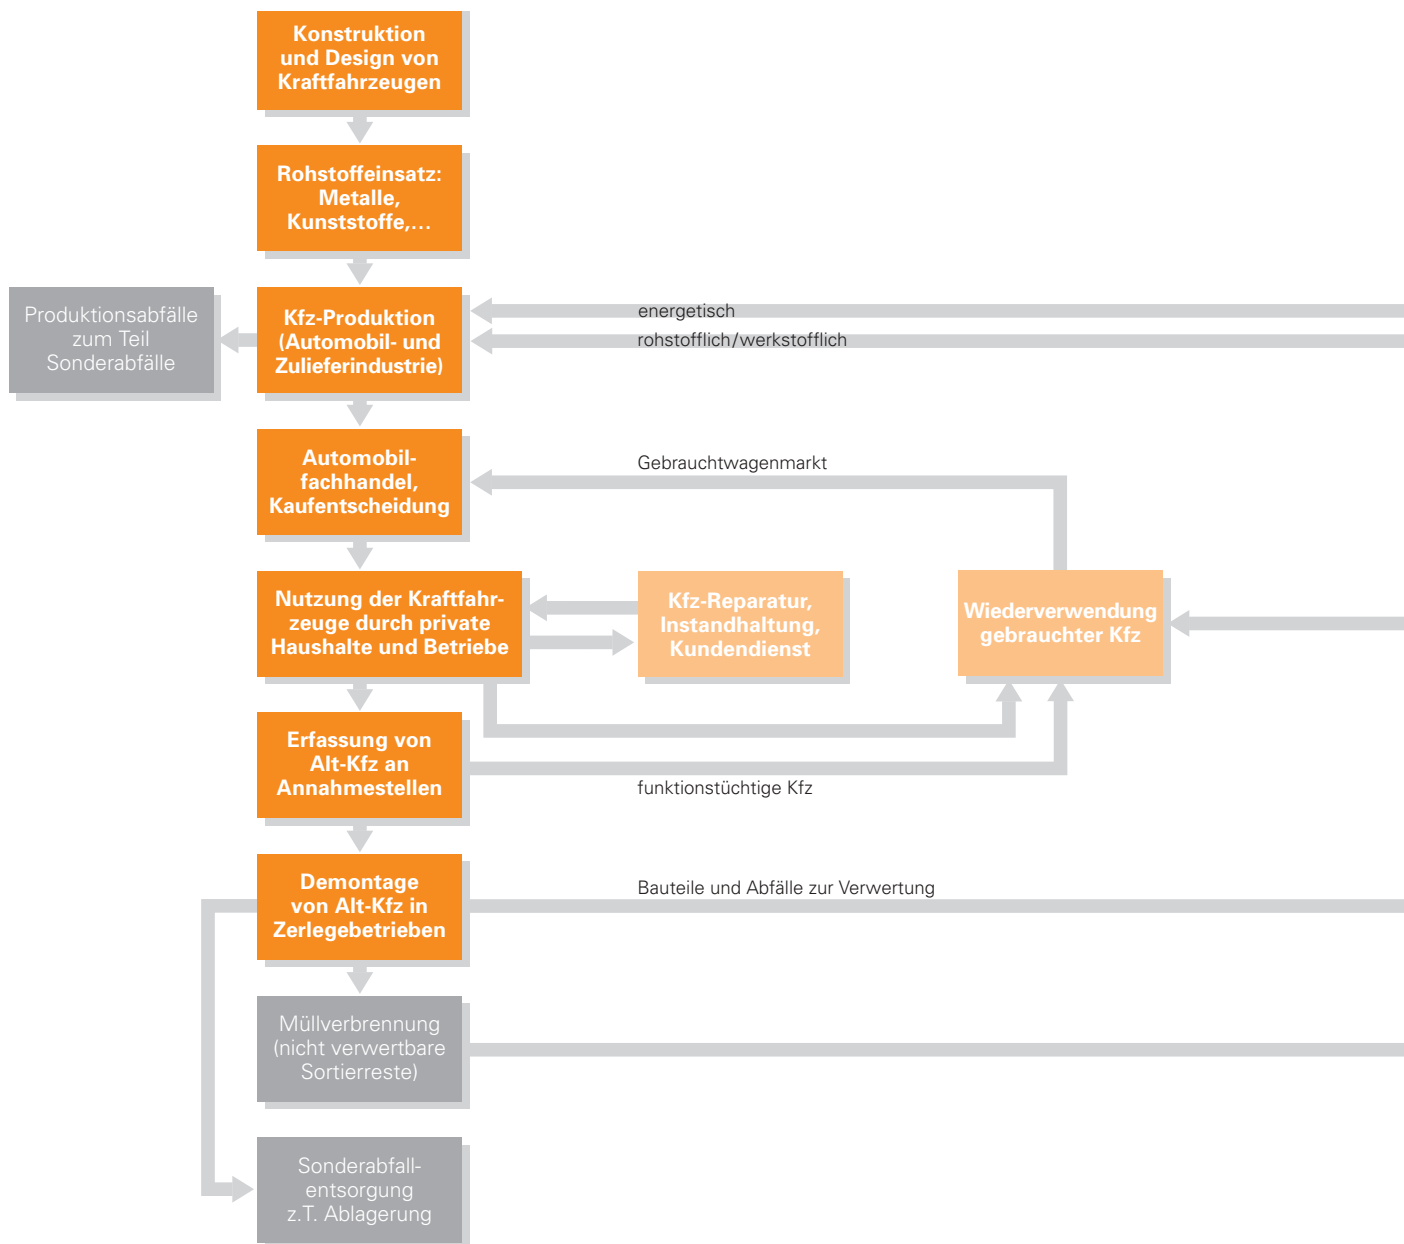 Konstruktion
und Design von
Kraftfahrzeugen
Rohstoffeinsatz:
Metalle,
Kunststoffe,…
Produktionsabfälle
zum Teil
Sonderabfälle
Kfz-Produktion
(Automobil- und
Zulieferindustrie)
energetisch
rohstofflich/werkstofflich
Automobil-
fachhandel,
Kaufentscheidung
Gebrauchtwagenmarkt
Nutzung der Kraftfahr-
zeuge durch private
Haushalte und Betriebe
Kfz-Reparatur,
Instandhaltung,
Kundendienst
Wiederverwendung
gebrauchter Kfz
Erfassung von
Alt-Kfz an
Annahmestellen
funktionstüchtige Kfz
Demontage
von Alt-Kfz in
Zerlegebetrieben
Bauteile und Abfälle zur Verwertung
Müllverbrennung
(nicht verwertbare
Sortierreste)
Sonderabfall-
entsorgung
z.T. Ablagerung